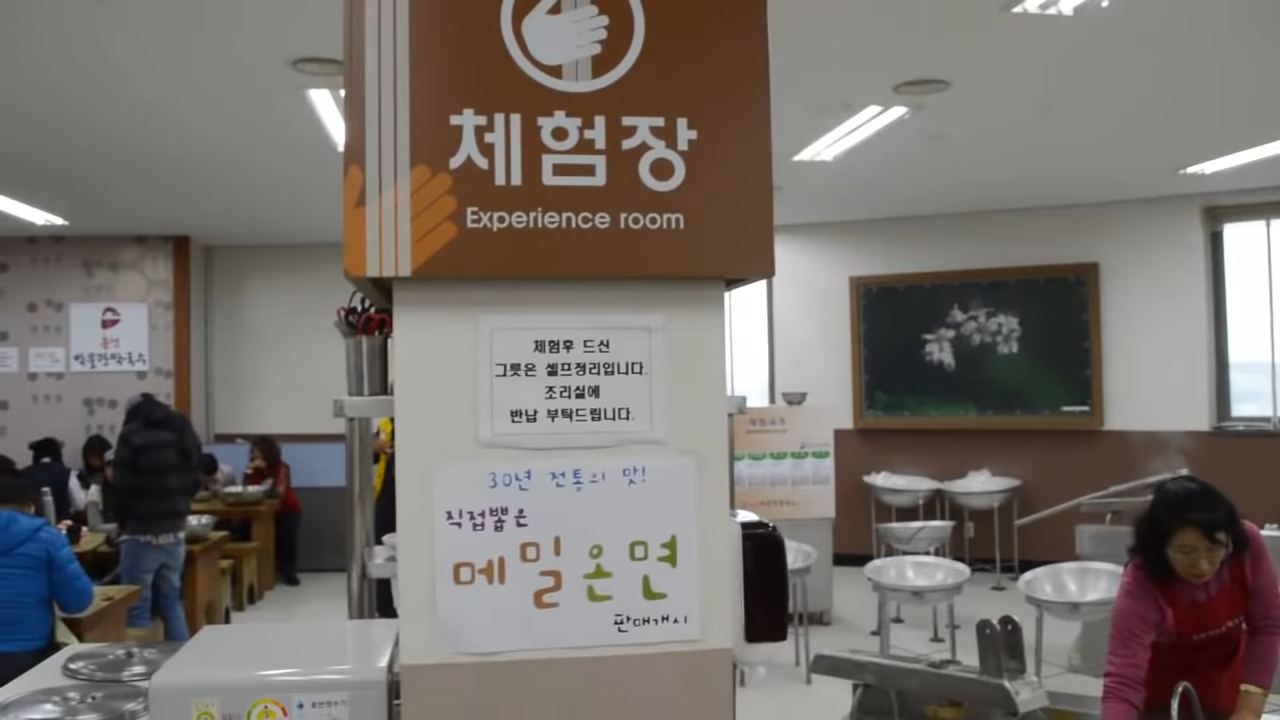 체험장
Experience room
체험후 드신
그릇은 셀프정리입니다.
조리실에
반납 부탁드립니다.
30년 전통의 맛!
직접뽑은
메밀온면
판매개시